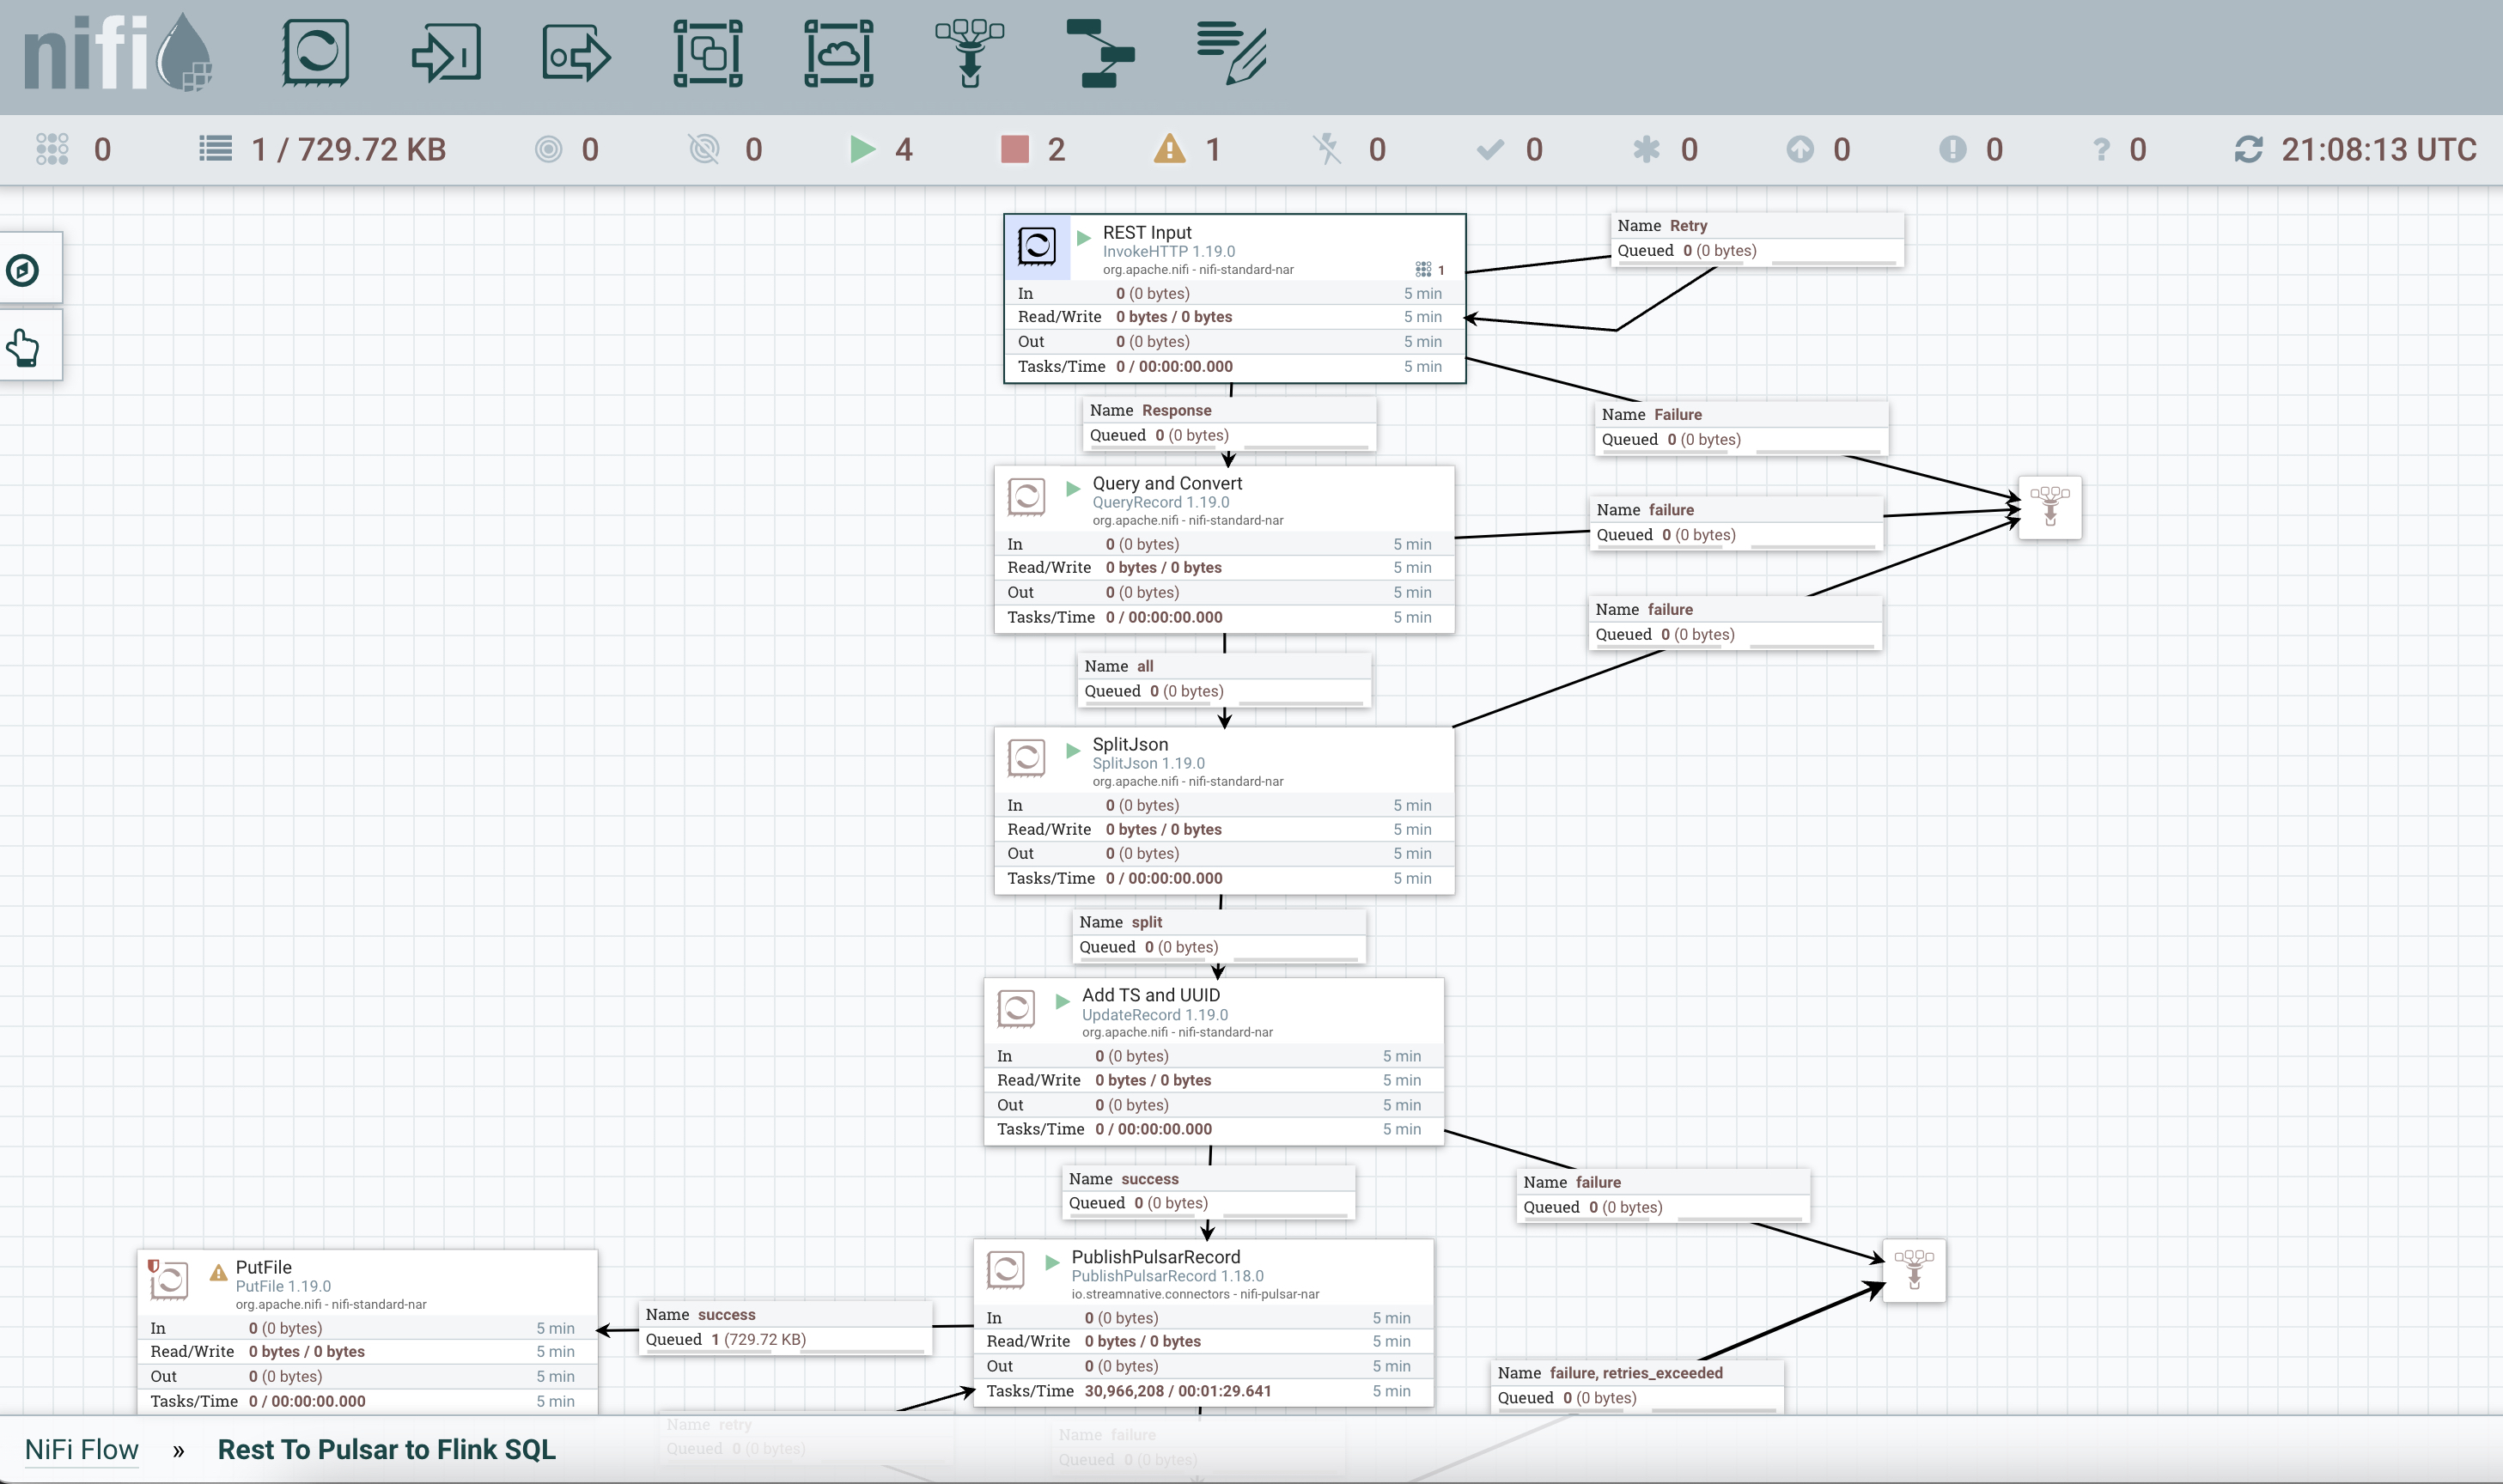 nifi
0
1 / 729.72 KB
0
0
4
2
1
0
0
0
0
0
? 0
21:08:13 UTC
REST Input
InvokeHTTP 1.19.0
org.apache.nifi - nifi-standard-nar
1
In 0 (0 bytes) 5 min
Read/Write 0 bytes / 0 bytes 5 min
Out 0 (0 bytes) 5 min
Tasks/Time 0 / 00:00:00.000 5 min
Name Retry
Queued 0 (0 bytes)
Name Response
Queued 0 (0 bytes)
Name Failure
Queued 0 (0 bytes)
Query and Convert
QueryRecord 1.19.0
org.apache.nifi - nifi-standard-nar
In 0 (0 bytes) 5 min
Read/Write 0 bytes / 0 bytes 5 min
Out 0 (0 bytes) 5 min
Tasks/Time 0 / 00:00:00.000 5 min
Name failure
Queued 0 (0 bytes)
Name failure
Queued 0 (0 bytes)
Name all
Queued 0 (0 bytes)
SplitJson
SplitJson 1.19.0
org.apache.nifi - nifi-standard-nar
In 0 (0 bytes) 5 min
Read/Write 0 bytes / 0 bytes 5 min
Out 0 (0 bytes) 5 min
Tasks/Time 0 / 00:00:00.000 5 min
Name split
Queued 0 (0 bytes)
Add TS and UUID
UpdateRecord 1.19.0
org.apache.nifi - nifi-standard-nar
In 0 (0 bytes) 5 min
Read/Write 0 bytes / 0 bytes 5 min
Out 0 (0 bytes) 5 min
Tasks/Time 0 / 00:00:00.000 5 min
Name success
Queued 0 (0 bytes)
Name failure
Queued 0 (0 bytes)
PutFile
PutFile 1.19.0
org.apache.nifi - nifi-standard-nar
In 0 (0 bytes) 5 min
Read/Write 0 bytes / 0 bytes 5 min
Out 0 (0 bytes) 5 min
Tasks/Time 0 / 00:00:00.000 5 min
Name success
Queued 1 (729.72 KB)
PublishPulsarRecord
PublishPulsarRecord 1.18.0
io.streamnative.connectors - nifi-pulsar-nar
In 0 (0 bytes) 5 min
Read/Write 0 bytes / 0 bytes 5 min
Out 0 (0 bytes) 5 min
Tasks/Time 30,966,208 / 00:01:29.641 5 min
Name failure, retries_exceeded
Queued 0 (0 bytes)
Name retry
Queued 0 (0 bytes)
Name failure
Queued 0 (0 bytes)
NiFi Flow » Rest To Pulsar to Flink SQL